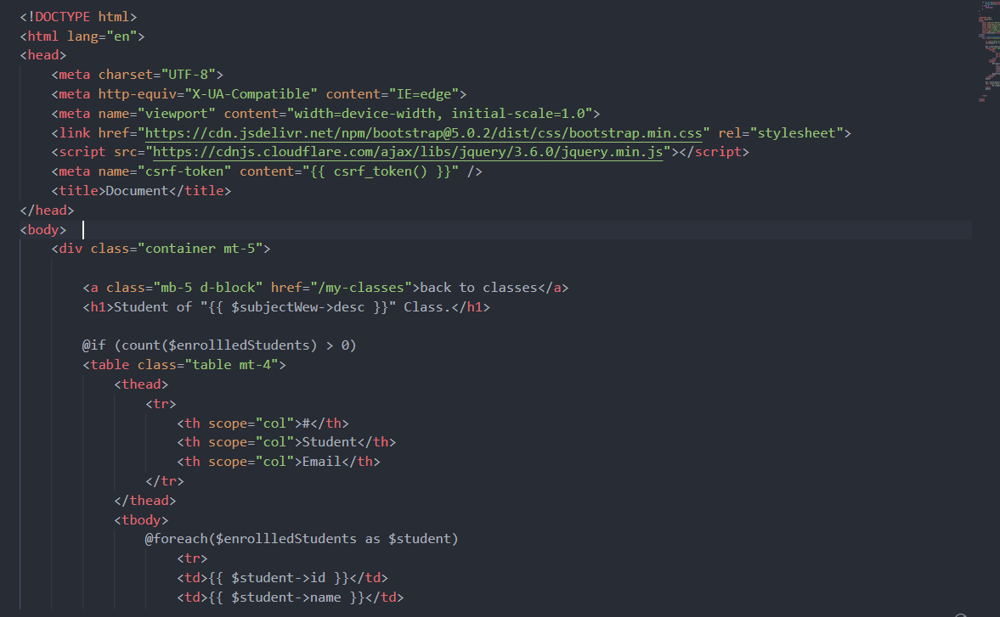 <!DOCTYPE html>
<html lang="en">
<head>
    <meta charset="UTF-8">
    <meta http-equiv="X-UA-Compatible" content="IE=edge">
    <meta name="viewport" content="width=device-width, initial-scale=1.0">
    <link href="https://cdn.jsdelivr.net/npm/bootstrap@5.0.2/dist/css/bootstrap.min.css" rel="stylesheet">
    <script src="https://cdnjs.cloudflare.com/ajax/libs/jquery/3.6.0/jquery.min.js"></script>
    <meta name="csrf-token" content="{{ csrf_token() }}" />
    <title>Document</title>
</head>
<body>
    <div class="container mt-5">
        <a class="mb-5 d-block" href="/my-classes">back to classes</a>
        <h1>Student of "{{ $subjectWew->desc }}" Class.</h1>
        @if (count($enrollledStudents) > 0)
        <table class="table mt-4">
            <thead>
                <tr>
                    <th scope="col">#</th>
                    <th scope="col">Student</th>
                    <th scope="col">Email</th>
                </tr>
            </thead>
            <tbody>
                @foreach($enrollledStudents as $student)
                    <tr>
                    <td>{{ $student->id }}</td>
                    <td>{{ $student->name }}</td>